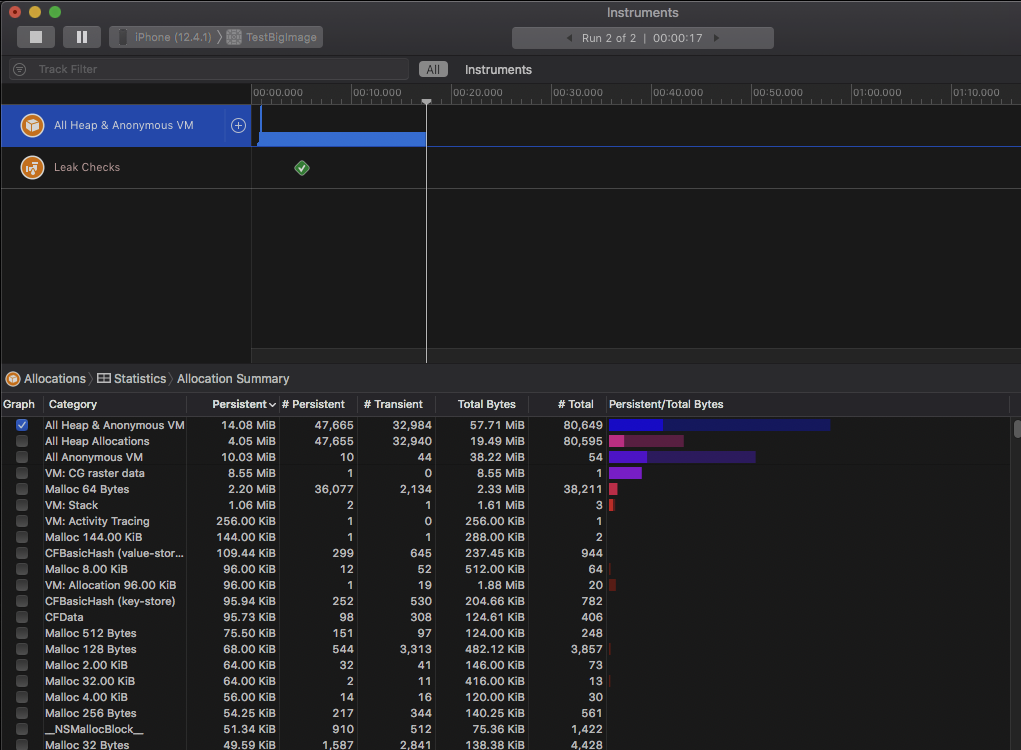 Instruments
iPhone (12.4.1) TestBigImage
Run 2 of 2 | 00:00:17
Track Filter All Instruments
00:00.000 00:10.000 00:20.000 00:30.000 00:40.000 00:50.000 01:00.000 01:10.000
All Heap & Anonymous VM
Leak Checks
Allocations Statistics Allocation Summary
Graph Category Persistent # Persistent # Transient Total Bytes # Total Persistent/Total Bytes
All Heap & Anonymous VM 14.08 MiB 47,665 32,984 57.71 MiB 80,649
All Heap Allocations 4.05 MiB 47,655 32,940 19.49 MiB 80,595
All Anonymous VM 10.03 MiB 10 44 38.22 MiB 54
VM: CG raster data 8.55 MiB 1 0 8.55 MiB 1
Malloc 64 Bytes 2.20 MiB 36,077 2,134 2.33 MiB 38,211
VM: Stack 1.06 MiB 2 1 1.61 MiB 3
VM: Activity Tracing 256.00 KiB 1 0 256.00 KiB 1
Malloc 144.00 KiB 144.00 KiB 1 1 288.00 KiB 2
CFBasicHash (value-stor... 109.44 KiB 299 645 237.45 KiB 944
Malloc 8.00 KiB 96.00 KiB 12 52 512.00 KiB 64
VM: Allocation 96.00 KiB 96.00 KiB 1 19 1.88 MiB 20
CFBasicHash (key-store) 95.94 KiB 252 530 204.66 KiB 782
CFData 95.73 KiB 98 308 124.61 KiB 406
Malloc 512 Bytes 75.50 KiB 151 97 124.00 KiB 248
Malloc 128 Bytes 68.00 KiB 544 3,313 482.12 KiB 3,857
Malloc 2.00 KiB 64.00 KiB 32 41 146.00 KiB 73
Malloc 32.00 KiB 64.00 KiB 2 11 416.00 KiB 13
Malloc 4.00 KiB 56.00 KiB 14 16 120.00 KiB 30
Malloc 256 Bytes 54.25 KiB 217 344 140.25 KiB 561
__NSMallocBlock__ 51.34 KiB 910 512 75.36 KiB 1,422
Malloc 32 Bytes 49.59 KiB 1,587 2,841 138.38 KiB 4,428